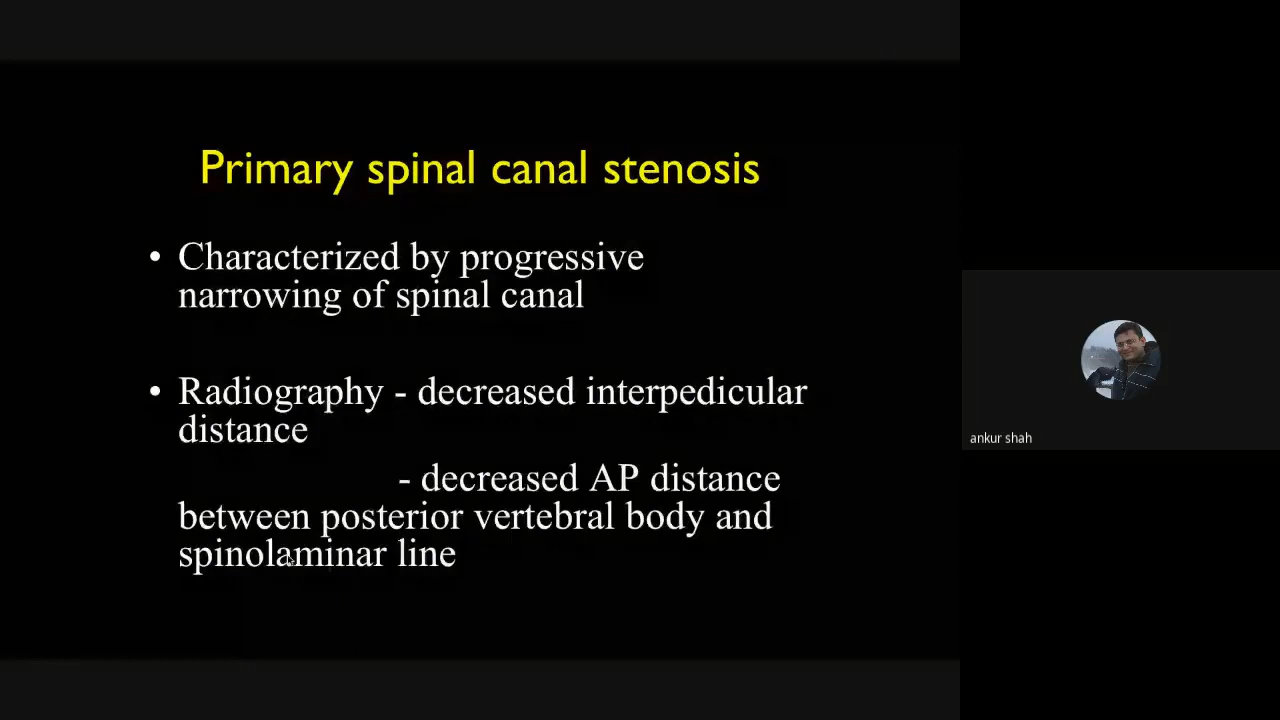 Primary spinal canal stenosis
• Characterized by progressive
narrowing of spinal canal
• Radiography - decreased interpedicular
distance
- decreased AP distance
between posterior vertebral body and
spinolaminar line
ankur shah